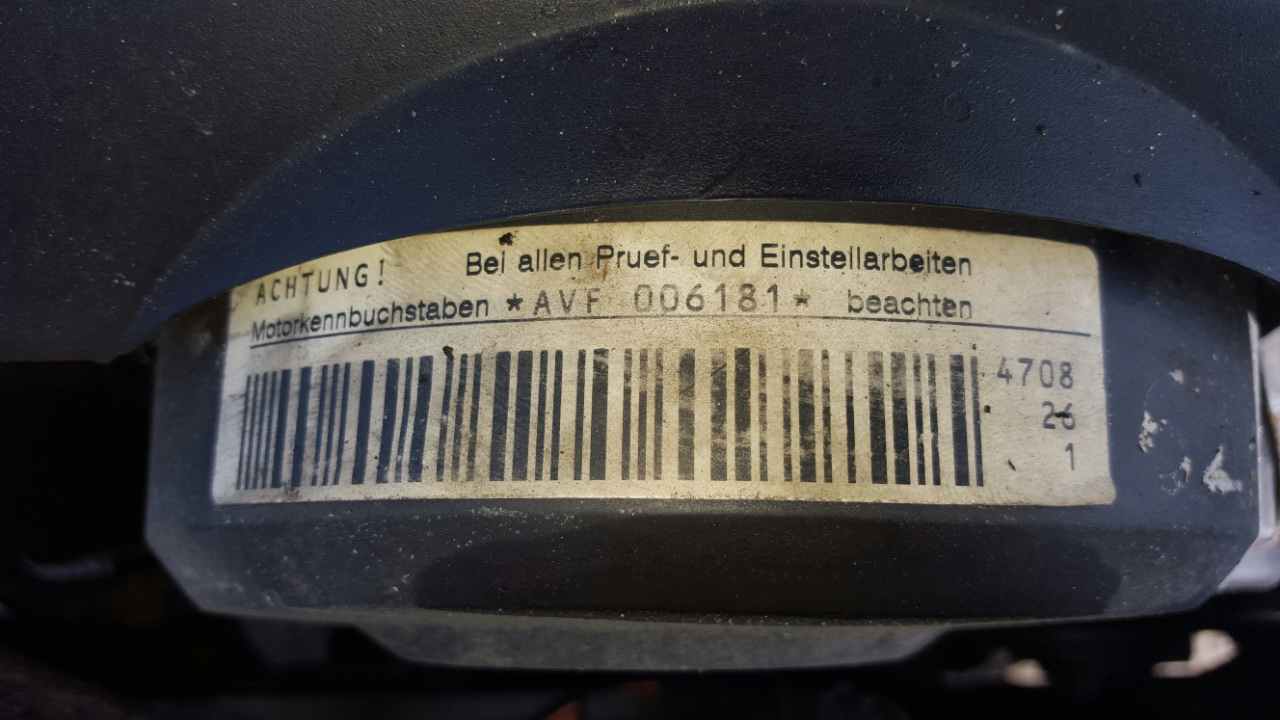 ACHTUNG! Bei allen Pruef- und Einstellarbeiten
Motorkennbuchstaben *AVF 006181* beachten
4708
26
1